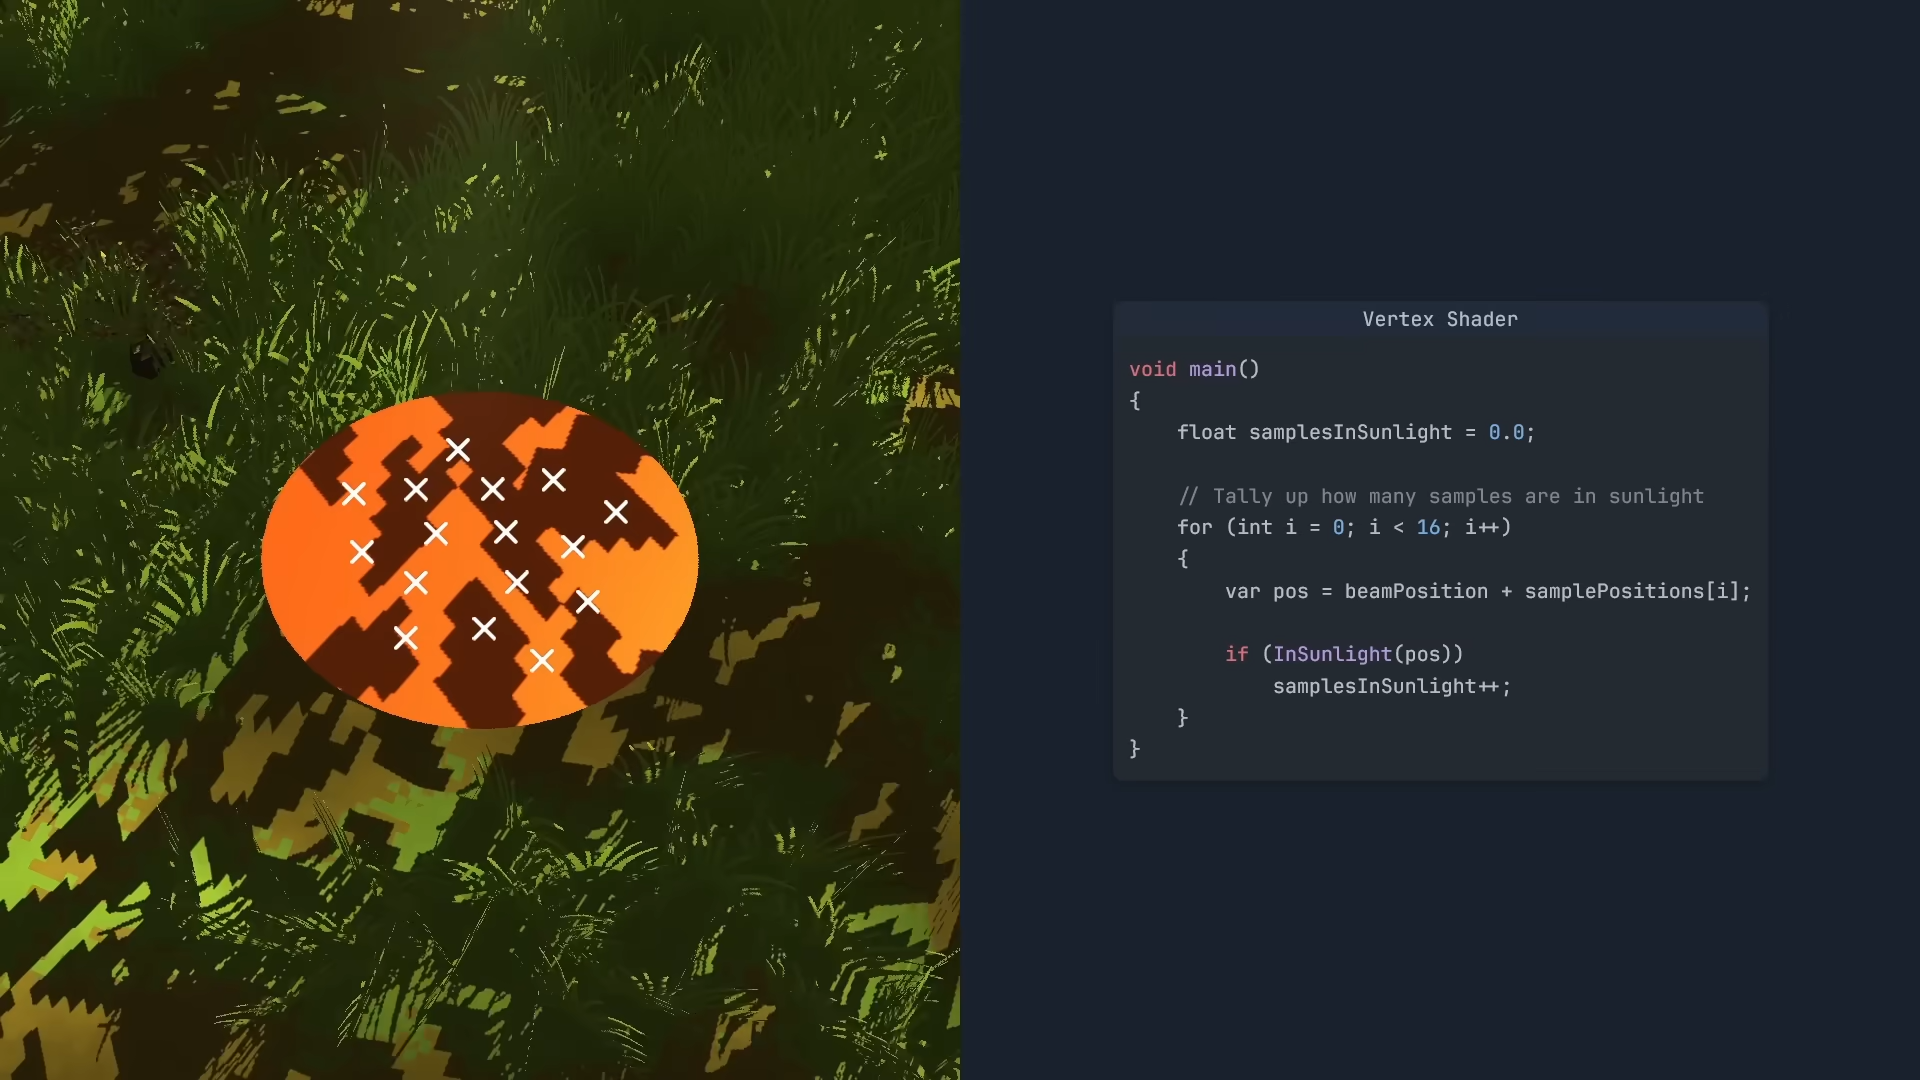 Vertex Shader
void main()
{
float samplesInSunlight = 0.0;
// Tally up how many samples are in sunlight
for (int i = 0; i < 16; i++)
{
var pos = beamPosition + samplePositions[i];
if (InSunlight(pos))
samplesInSunlight++;
}
}